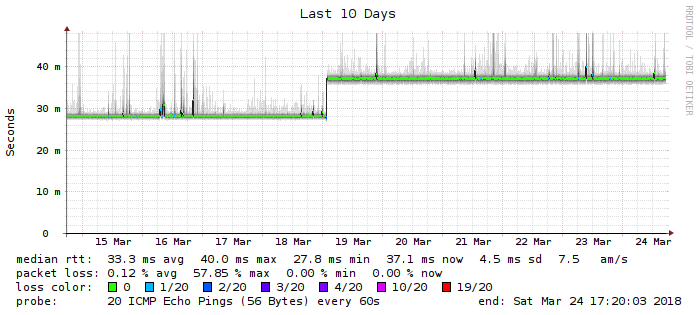 Last 10 Days
RRDTOOL / TOBI OETIKER
Seconds
40 m
30 m
20 m
10 m
0
15 Mar 16 Mar 17 Mar 18 Mar 19 Mar 20 Mar 21 Mar 22 Mar 23 Mar 24 Mar
median rtt: 33.3 ms avg 40.0 ms max 27.8 ms min 37.1 ms now 4.5 ms sd 7.5 am/s
packet loss: 0.12 % avg 57.85 % max 0.00 % min 0.00 % now
loss color: 0 1/20 2/20 3/20 4/20 10/20 19/20
probe: 20 ICMP Echo Pings (56 Bytes) every 60s end: Sat Mar 24 17:20:03 2018